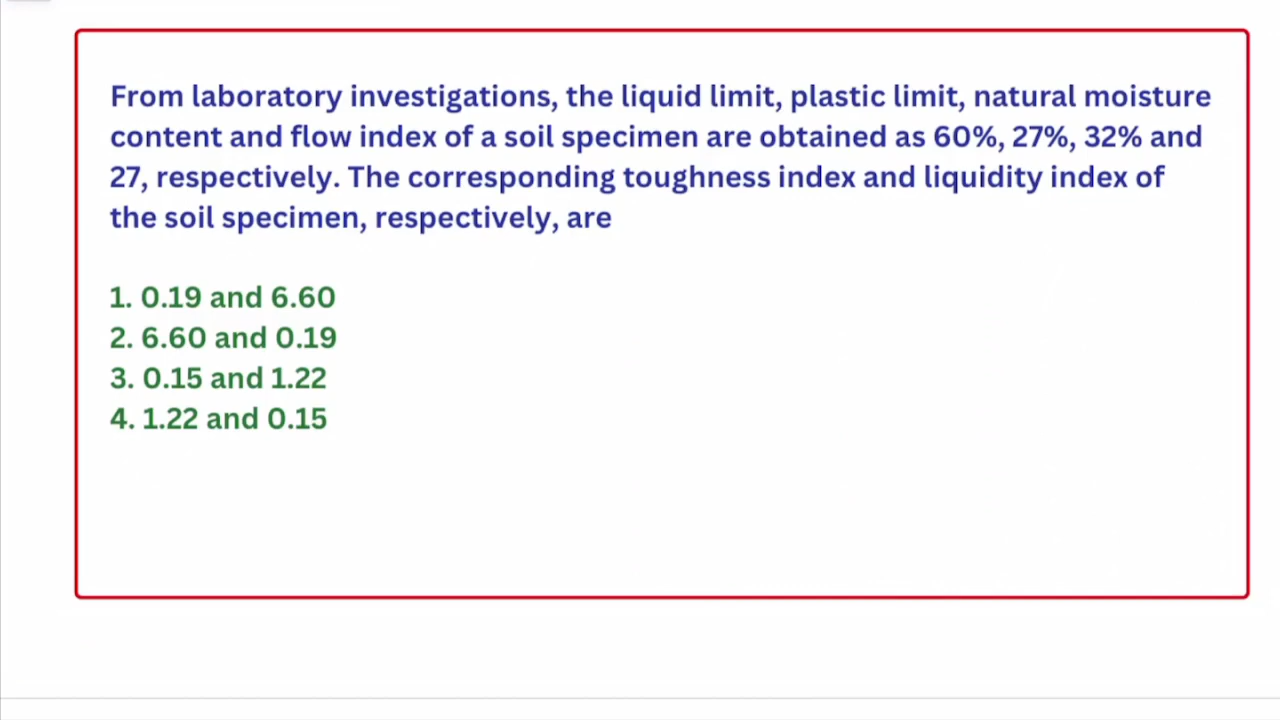 From laboratory investigations, the liquid limit, plastic limit, natural moisture
content and flow index of a soil specimen are obtained as 60%, 27%, 32% and
27, respectively. The corresponding toughness index and liquidity index of
the soil specimen, respectively, are
1. 0.19 and 6.60
2. 6.60 and 0.19
3. 0.15 and 1.22
4. 1.22 and 0.15